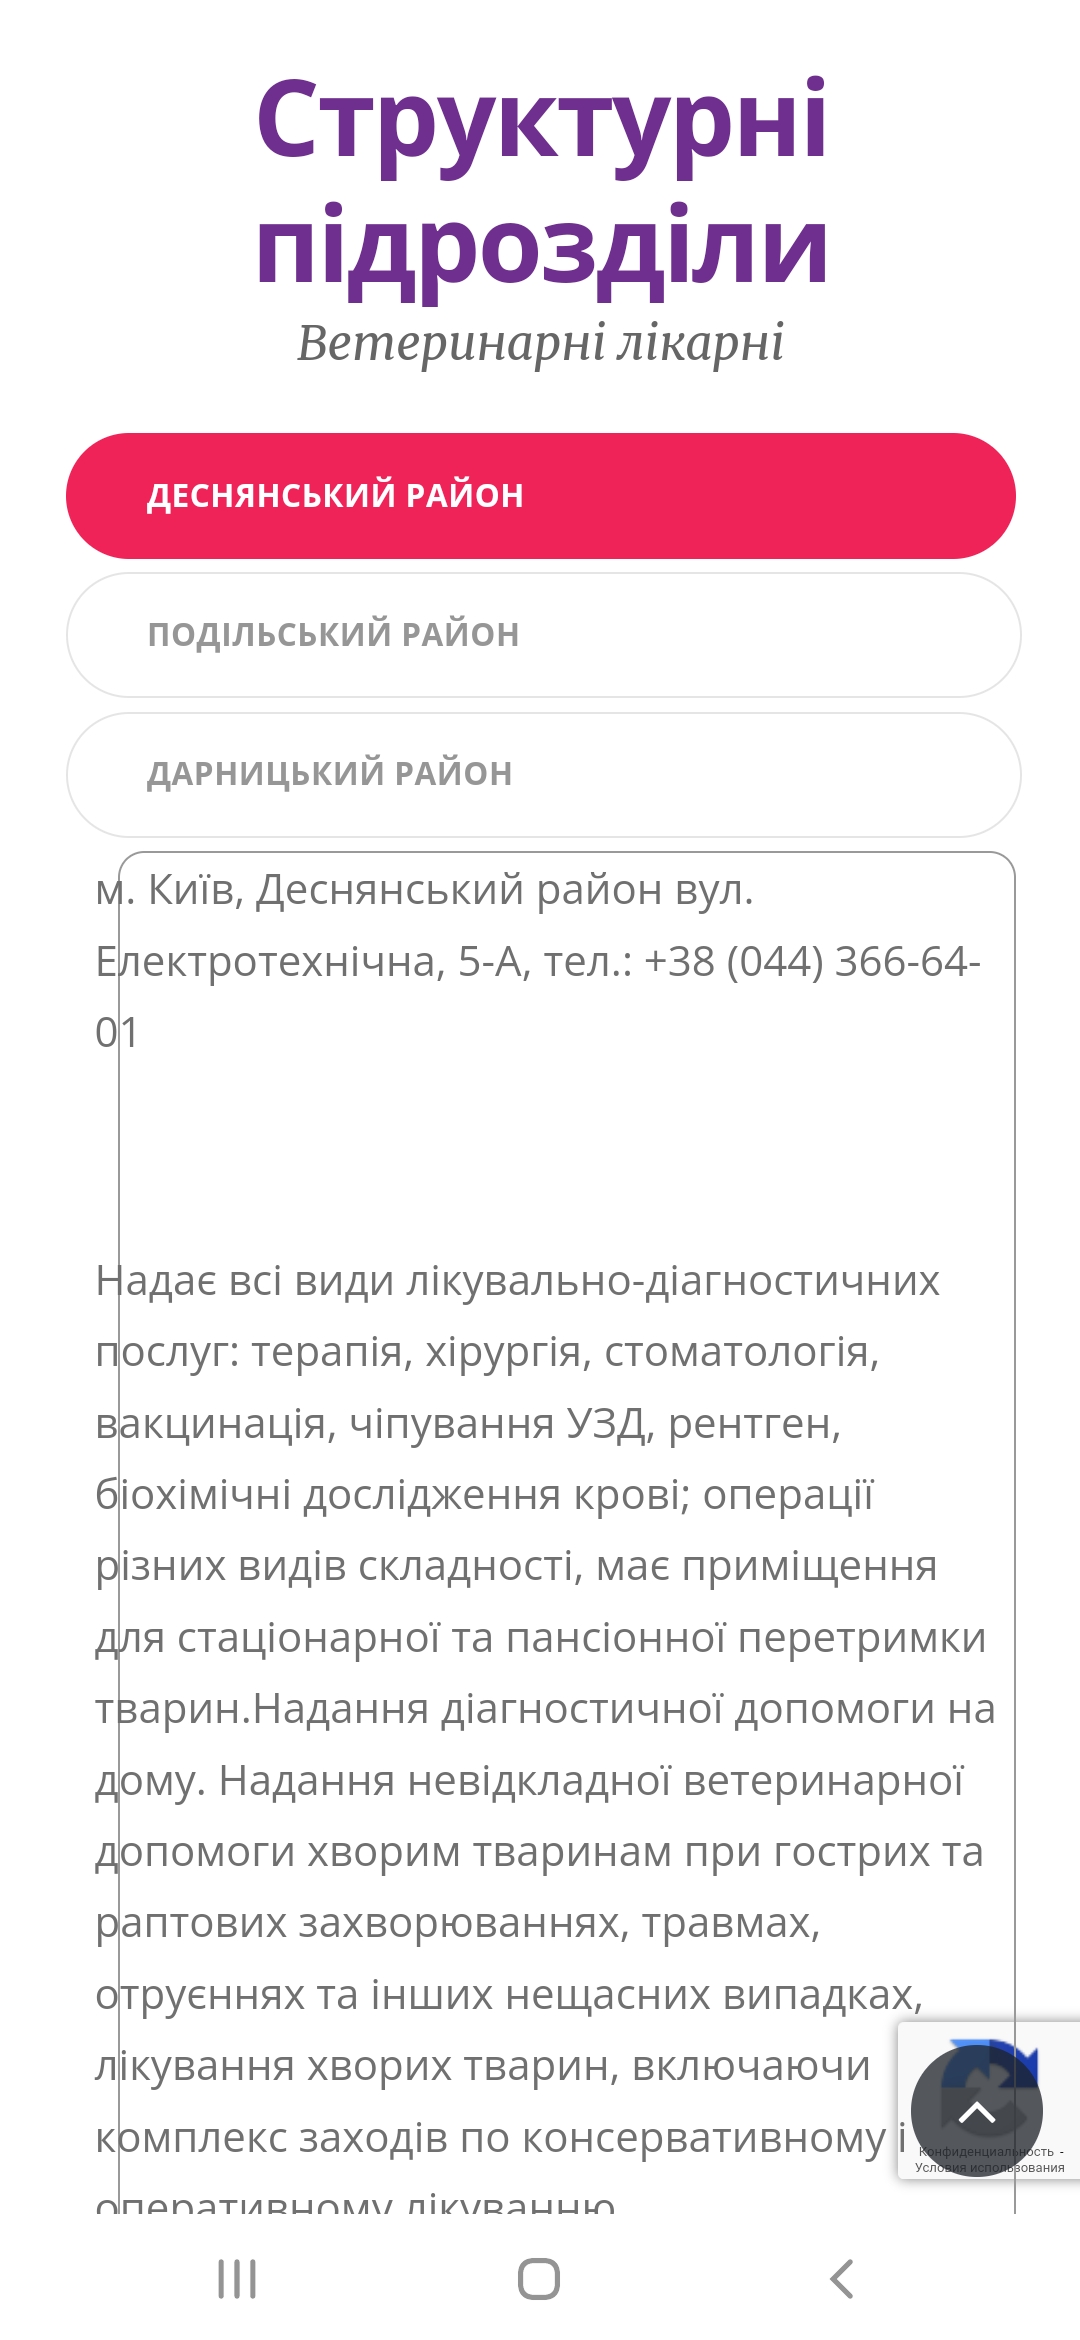 Структурні
підрозділи
Ветеринарні лікарні
ДЕСНЯНСЬКИЙ РАЙОН
ПОДІЛЬСЬКИЙ РАЙОН
ДАРНИЦЬКИЙ РАЙОН
м. Київ, Деснянський район вул.
Електротехнічна, 5-А, тел.: +38 (044) 366-64-
01
Надає всі види лікувально-діагностичних
послуг: терапія, хірургія, стоматологія,
вакцинація, чіпування УЗД, рентген,
біохімічні дослідження крові; операції
різних видів складності, має приміщення
для стаціонарної та пансіонної перетримки
тварин.Надання діагностичної допомоги на
дому. Надання невідкладної ветеринарної
допомоги хворим тваринам при гострих та
раптових захворюваннях, травмах,
отруєннях та інших нещасних випадках,
лікування хворих тварин, включаючи
комплекс заходів по консервативному і
оперативному лікуванню
Конфиденциальность -
Условия использования